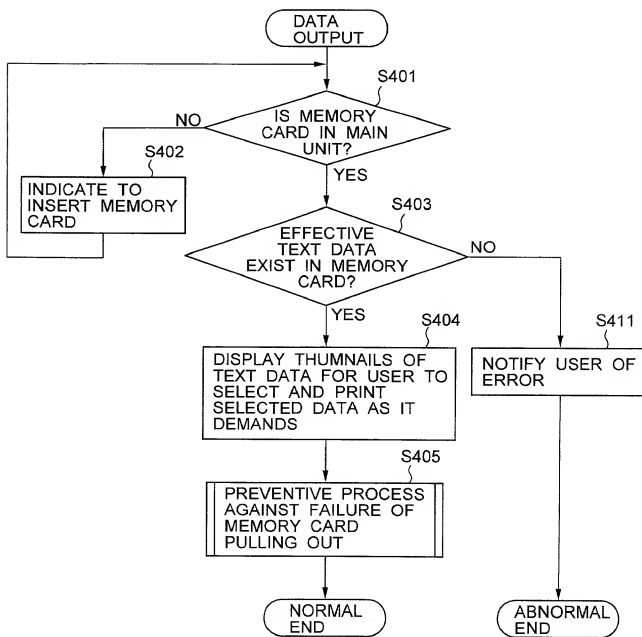 DATA
OUTPUT
S401
IS MEMORY
CARD IN MAIN
UNIT?
NO
YES
S402
INDICATE TO
INSERT MEMORY
CARD
S403
EFFECTIVE
TEXT DATA
EXIST IN MEMORY
CARD?
NO
YES
S404
DISPLAY THUMNAILS OF
TEXT DATA FOR USER TO
SELECT AND PRINT
SELECTED DATA AS IT
DEMANDS
S411
NOTIFY USER OF
ERROR
S405
PREVENTIVE PROCESS
AGAINST FAILURE OF
MEMORY CARD
PULLING OUT
NORMAL
END
ABNORMAL
END